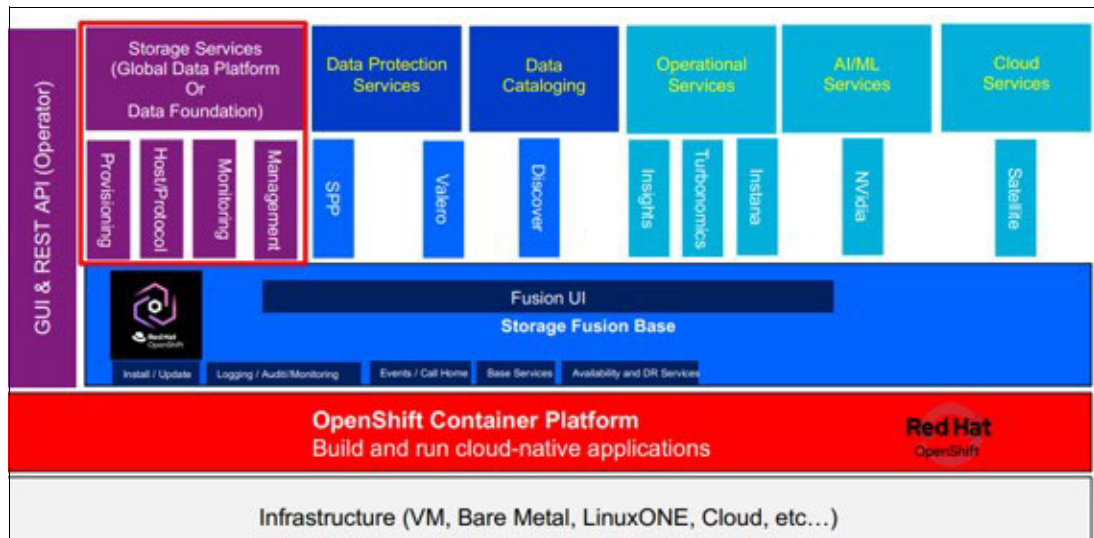 GUI & REST API (Operator)
Storage Services
(Global Data Platform
Or
Data Foundation)
Data Protection
Services
Data
Cataloging
Operational
Services
AI/ML
Services
Cloud
Services
Provisioning
Host/Protocol
Monitoring
Management
SPP
Valero
Discover
Insights
Turbonomics
Instana
NVidia
Satellite
Fusion UI
Storage Fusion Base
Red Hat
OpenShift
Install / Update
Logging / Audit/Monitoring
Events / Call Home
Base Services
Availability and DR Services
OpenShift Container Platform
Build and run cloud-native applications
Red Hat
OpenShift
Infrastructure (VM, Bare Metal, LinuxONE, Cloud, etc…)